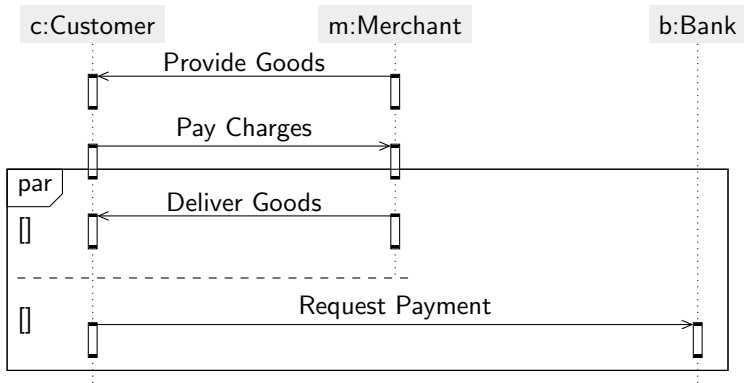 c:Customer m:Merchant b:Bank
Provide Goods
Pay Charges
par
Deliver Goods
[]
Request Payment
[]